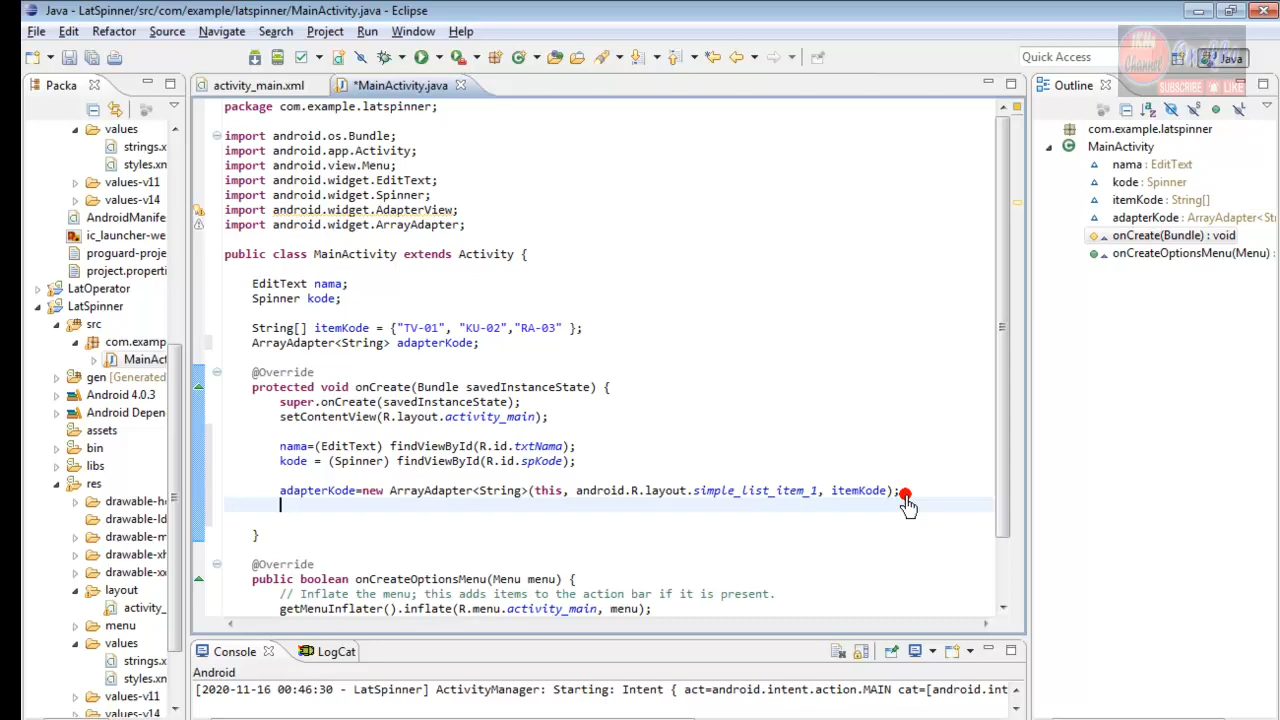 Java - LatSpinner/src/com/example/latspinner/MainActivity.java - Eclipse
File Edit Refactor Source Navigate Search Project Run Window Help
Quick Access
Java
JKM
Channel
SUBSCRIBE
LIKE
Packa
values
strings.x
styles.xn
values-v11
values-v14
AndroidManife
ic_launcher-we
proguard-proje
project.properti
LatOperator
LatSpinner
src
com.examp
MainAct
gen [Generated
Android 4.0.3
Android Depen
assets
bin
libs
res
drawable-h
drawable-ld
drawable-m
drawable-xh
drawable-xx
layout
activity_
menu
values
strings.x
styles.xn
values-v11
values-v14
activity_main.xml
*MainActivity.java
package com.example.latspinner;
import android.os.Bundle;
import android.app.Activity;
import android.view.Menu;
import android.widget.EditText;
import android.widget.Spinner;
import android.widget.AdapterView;
import android.widget.ArrayAdapter;
public class MainActivity extends Activity {
EditText nama;
Spinner kode;
String[] itemKode = {"TV-01", "KU-02","RA-03" };
ArrayAdapter<String> adapterKode;
@Override
protected void onCreate(Bundle savedInstanceState) {
super.onCreate(savedInstanceState);
setContentView(R.layout.activity_main);
nama=(EditText) findViewById(R.id.txtNama);
kode = (Spinner) findViewById(R.id.spKode);
adapterKode=new ArrayAdapter<String>(this, android.R.layout.simple_list_item_1, itemKode);
}
@Override
public boolean onCreateOptionsMenu(Menu menu) {
// Inflate the menu; this adds items to the action bar if it is present.
getMenuInflater().inflate(R.menu.activity_main, menu);
Console
LogCat
Android
[2020-11-16 00:46:30 - LatSpinner] ActivityManager: Starting: Intent { act=android.intent.action.MAIN cat=[android.int
Outline
com.example.latspinner
MainActivity
nama : EditText
kode : Spinner
itemKode : String[]
adapterKode : ArrayAdapter<St
onCreate(Bundle) : void
onCreateOptionsMenu(Menu) :